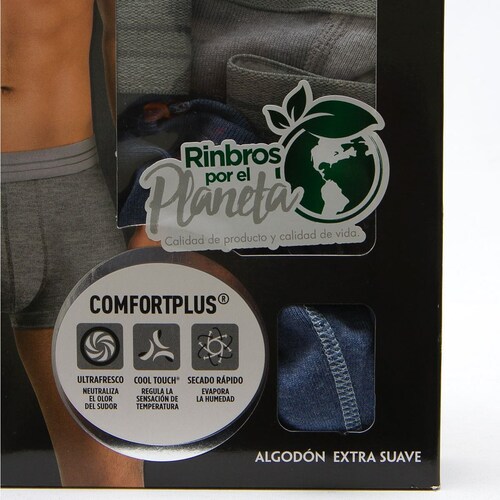 Rinbros
por el
Planeta
Calidad de producto y calidad de vida.
COMFORTPLUS®
ULTRAFRESCO
NEUTRALIZA
EL OLOR
DEL SUDOR
COOL TOUCH®
REGULA LA
SENSACIÓN DE
TEMPERATURA
SECADO RÁPIDO
EVAPORA
LA HUMEDAD
ALGODÓN EXTRA SUAVE